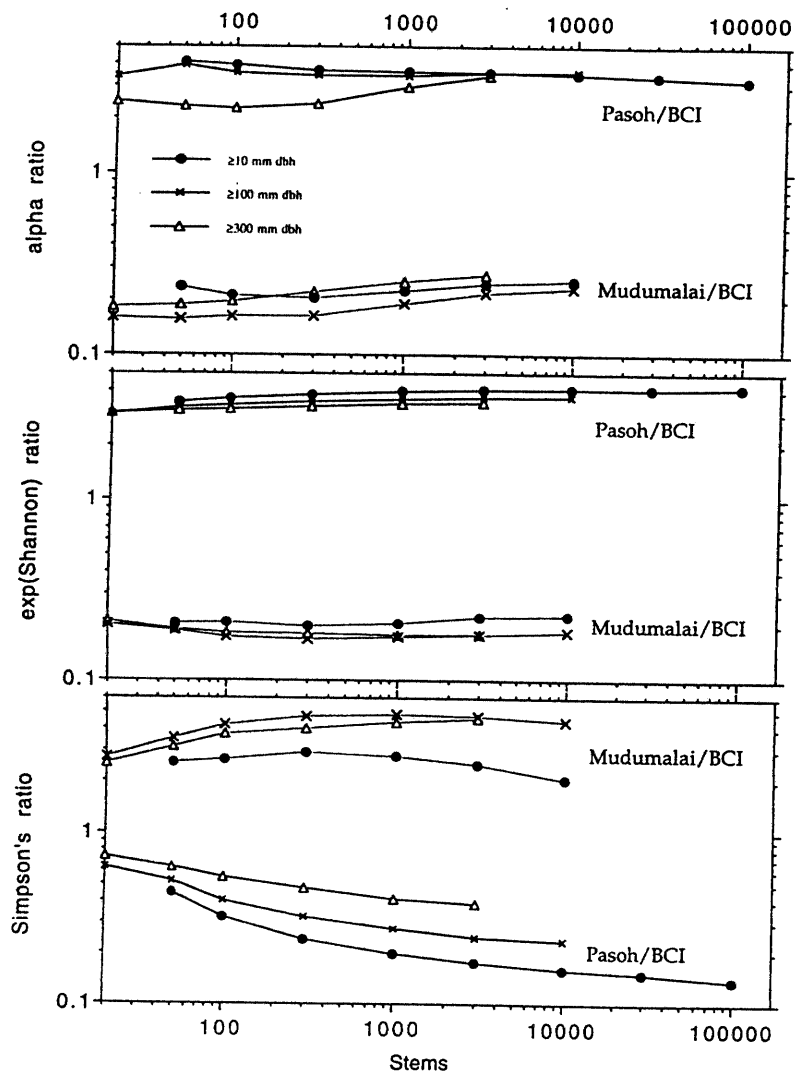 100 1000 10000 100000
Pasoh/BCI
1
≥10 mm dbh
≥100 mm dbh
≥300 mm dbh
alpha ratio
Mudumalai/BCI
0.1
Pasoh/BCI
1
exp(Shannon) ratio
Mudumalai/BCI
0.1
Mudumalai/BCI
1
Simpson's ratio
Pasoh/BCI
0.1
100 1000 10000 100000
Stems